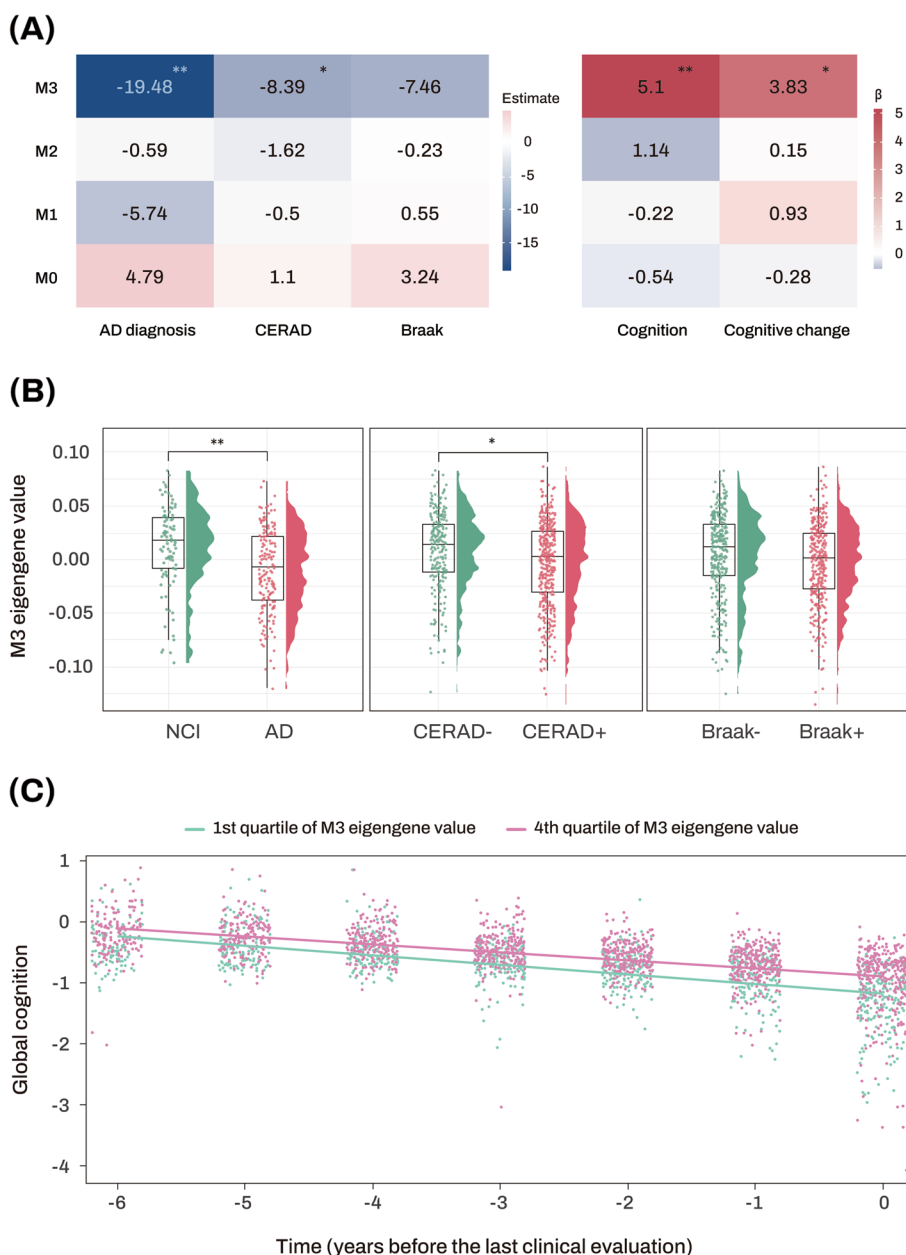 (A)
M3 -19.48 ** -8.39 * -7.46
M2 -0.59 -1.62 -0.23
M1 -5.74 -0.5 0.55
M0 4.79 1.1 3.24
AD diagnosis CERAD Braak
Estimate
0
-5
-10
-15
5.1 ** 3.83 *
1.14 0.15
-0.22 0.93
-0.54 -0.28
Cognition Cognitive change
β
5
4
3
2
1
0
(B)
M3 eigengene value
0.10
0.05
0.00
-0.05
-0.10
**
*
NCI AD
CERAD- CERAD+
Braak- Braak+
(C)
1st quartile of M3 eigengene value 4th quartile of M3 eigengene value
Global cognition
1
0
-1
-2
-3
-4
-6 -5 -4 -3 -2 -1 0
Time (years before the last clinical evaluation)